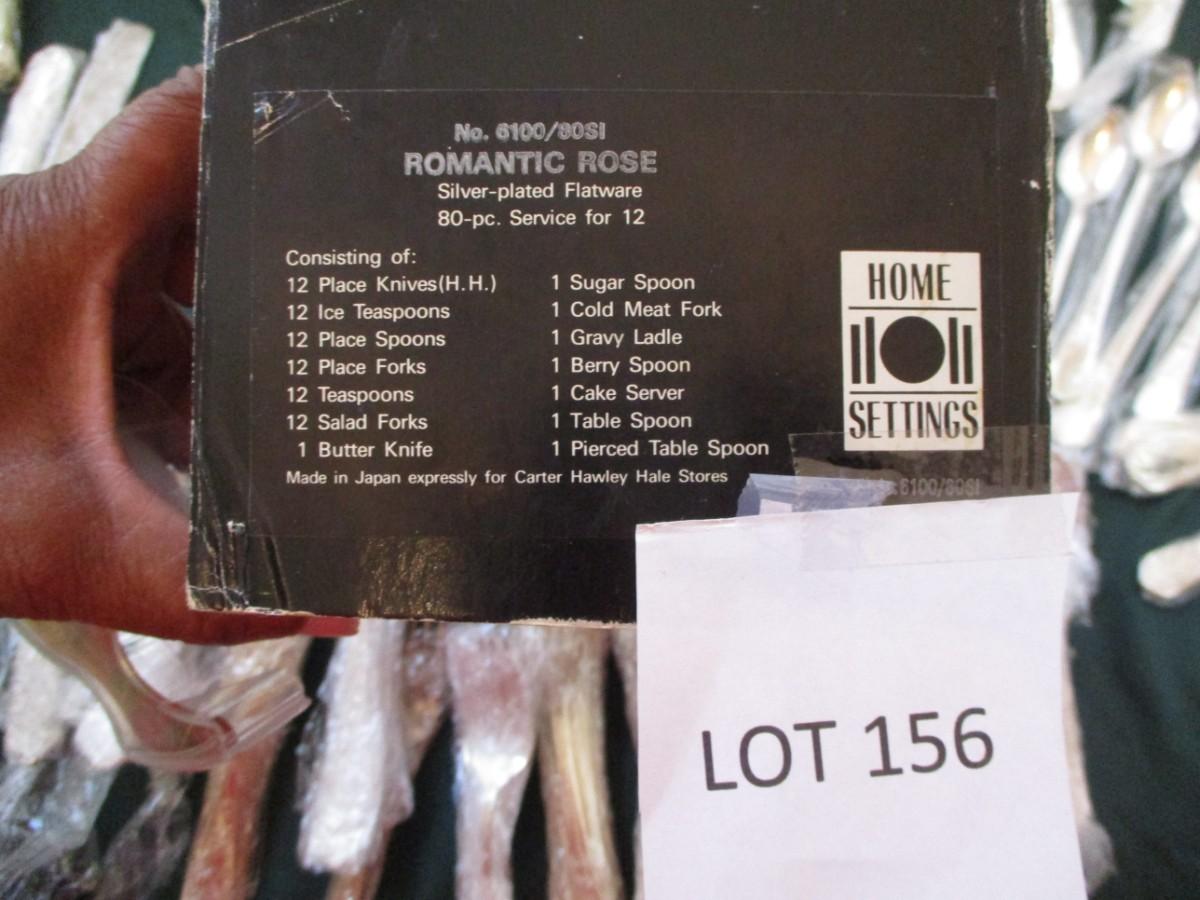 No. 6100/80SI
ROMANTIC ROSE
Silver-plated Flatware
80-pc. Service for 12
Consisting of:
12 Place Knives(H.H.)
12 Ice Teaspoons
12 Place Spoons
12 Place Forks
12 Teaspoons
12 Salad Forks
1 Butter Knife
1 Sugar Spoon
1 Cold Meat Fork
1 Gravy Ladle
1 Berry Spoon
1 Cake Server
1 Table Spoon
1 Pierced Table Spoon
Made in Japan expressly for Carter Hawley Hale Stores
HOME
SETTINGS
6100/80SI
LOT 156